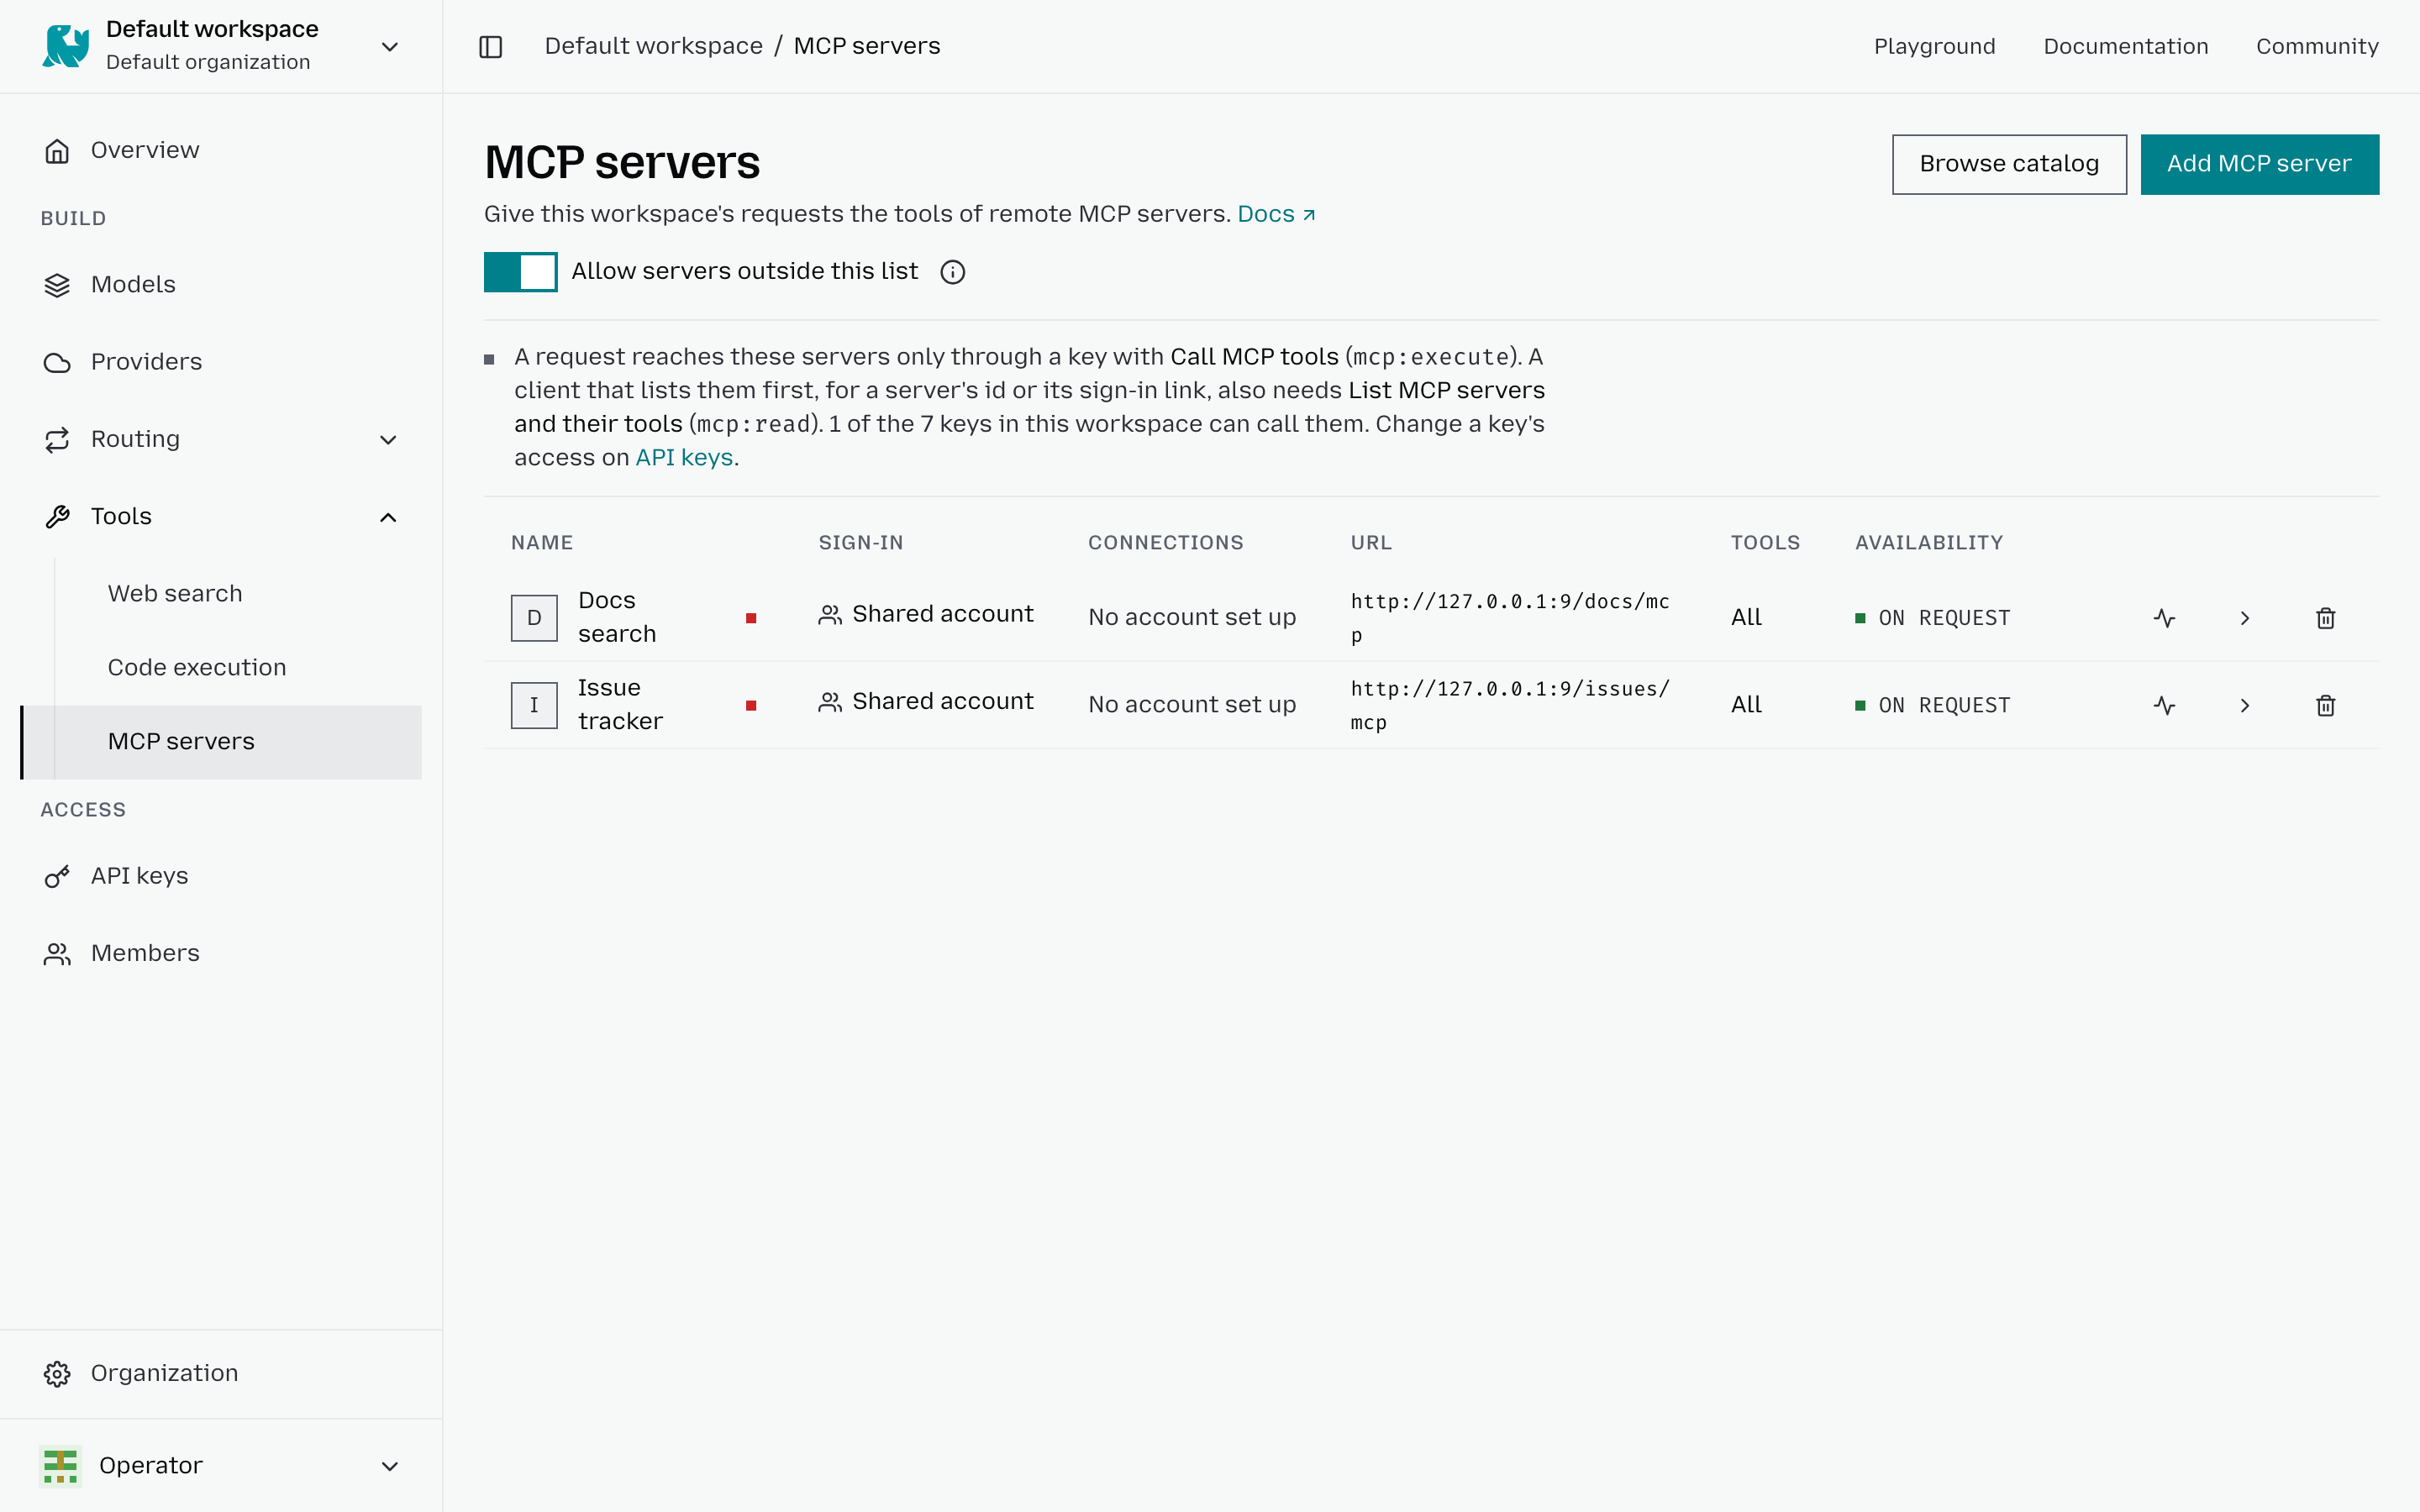 Default workspace
Default organization
Default workspace / MCP servers
Playground
Documentation
Community
Overview
BUILD
Models
Providers
Routing
Tools
Web search
Code execution
MCP servers
ACCESS
API keys
Members
Organization
Operator
MCP servers
Browse catalog
Add MCP server
Give this workspace's requests the tools of remote MCP servers. Docs
Allow servers outside this list
A request reaches these servers only through a key with Call MCP tools (mcp:execute). A
client that lists them first, for a server's id or its sign-in link, also needs List MCP servers
and their tools (mcp:read). 1 of the 7 keys in this workspace can call them. Change a key's
access on API keys.
NAME SIGN-IN CONNECTIONS URL TOOLS AVAILABILITY
D
Docs
search
Shared account
No account set up
http://127.0.0.1:9/docs/mc
p
All
ON REQUEST
I
Issue
tracker
Shared account
No account set up
http://127.0.0.1:9/issues/
mcp
All
ON REQUEST